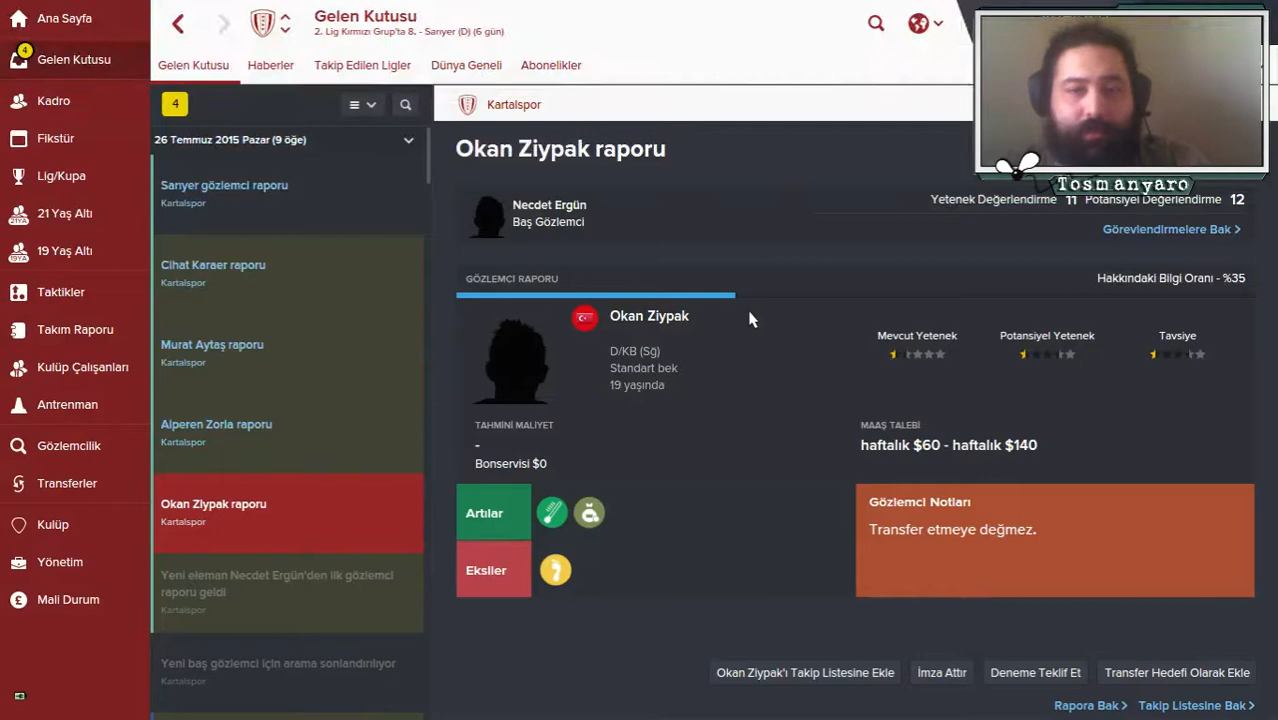 Ana Sayfa
4
Gelen Kutusu
Kadro
Fikstür
Lig/Kupa
21YA
21 Yaş Altı
19YA
19 Yaş Altı
Taktikler
Takım Raporu
Kulüp Çalışanları
Antrenman
Gözlemcilik
Transferler
Kulüp
Yönetim
Mali Durum
Gelen Kutusu
2. Lig Kırmızı Grup'ta 8. - Sarıyer (D) (6 gün)
Gelen Kutusu Haberler Takip Edilen Ligler Dünya Geneli Abonelikler
4
26 Temmuz 2015 Pazar (9 öğe)
Sarıyer gözlemci raporu
Kartalspor
Cihat Karaer raporu
Kartalspor
Murat Aytaş raporu
Kartalspor
Alperen Zorla raporu
Kartalspor
Okan Ziypak raporu
Kartalspor
Yeni eleman Necdet Ergün'den ilk gözlemci
raporu geldi
Kartalspor
Yeni baş gözlemci için arama sonlandırılıyor
Kartalspor
Kartalspor
Okan Ziypak raporu
Necdet Ergün
Baş Gözlemci
Yetenek Değerlendirme 11 Potansiyel Değerlendirme 12
Görevlendirmelere Bak >
GÖZLEMCİ RAPORU
Hakkındaki Bilgi Oranı - %35
Okan Ziypak
D/KB (Sğ)
Standart bek
19 yaşında
Mevcut Yetenek Potansiyel Yetenek Tavsiye
TAHMİNİ MALİYET
-
Bonservisi $0
MAAŞ TALEBİ
haftalık $60 - haftalık $140
Artılar
Eksiler
Gözlemci Notları
Transfer etmeye değmez.
Okan Ziypak'ı Takip Listesine Ekle İmza Attır Deneme Teklif Et Transfer Hedefi Olarak Ekle
Rapora Bak > Takip Listesine Bak >
Tosmanyaro